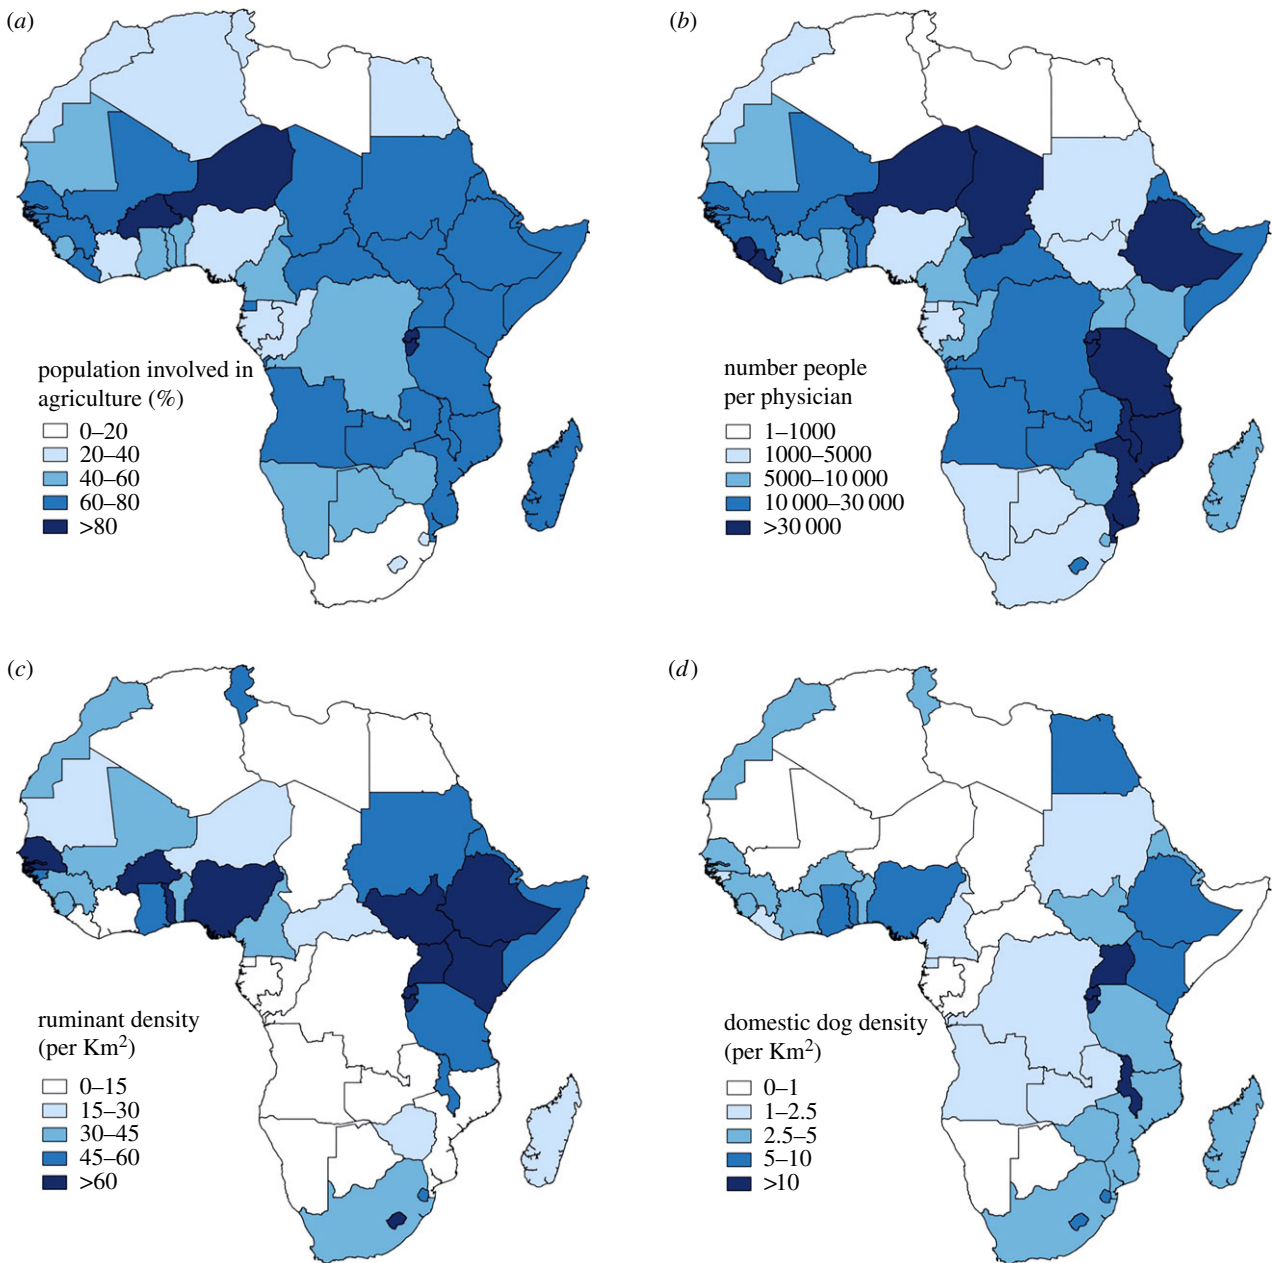 (a)
population involved in
agriculture (%)
0–20
20–40
40–60
60–80
>80
(b)
number people
per physician
1–1000
1000–5000
5000–10 000
10 000–30 000
>30 000
(c)
ruminant density
(per Km²)
0–15
15–30
30–45
45–60
>60
(d)
domestic dog density
(per Km²)
0–1
1–2.5
2.5–5
5–10
>10